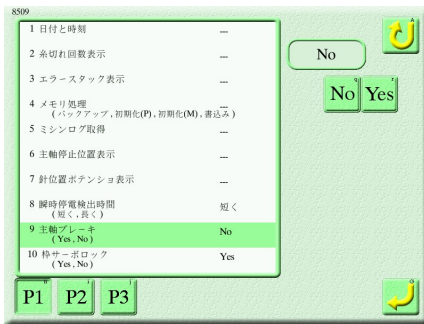 8509
1 日付と時刻 ---
2 糸切れ回数表示 ---
3 エラースタック表示 ---
4 メモリ処理 ---
(バックアップ,初期化(P),初期化(M),書込み)
5 ミシンログ取得 ---
6 主軸停止位置表示 ---
7 針位置ポテンショ表示 ---
8 瞬時停電検出時間 短く
(短く,長く)
9 主軸ブレーキ No
(Yes,No)
10 枠サーボロック Yes
(Yes,No)
No
No Yes
P1 P2 P3